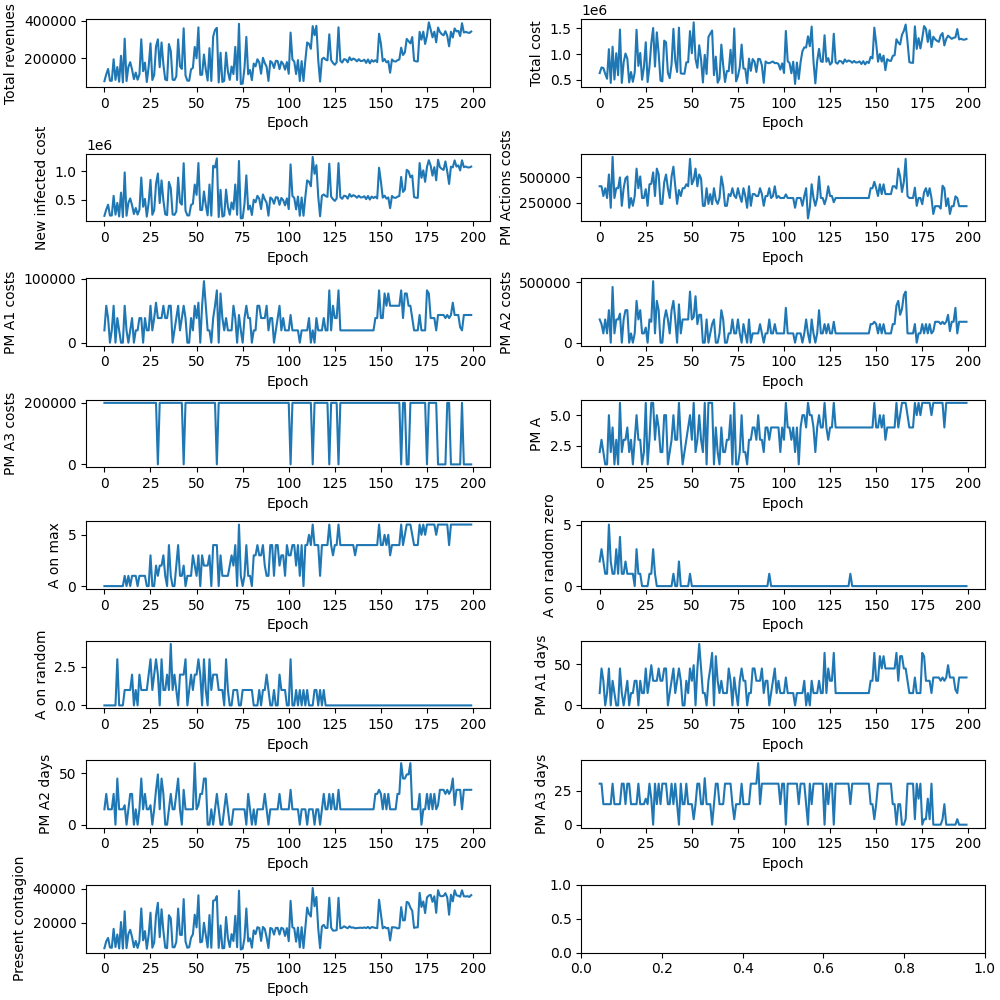 Total revenues
400000
200000
0 25 50 75 100 125 150 175 200
Epoch
Total cost
1e6
1.5
1.0
0.5
0 25 50 75 100 125 150 175 200
Epoch
New infected cost
1e6
1.0
0.5
0 25 50 75 100 125 150 175 200
Epoch
PM Actions costs
500000
250000
0 25 50 75 100 125 150 175 200
Epoch
PM A1 costs
100000
0
0 25 50 75 100 125 150 175 200
Epoch
PM A2 costs
500000
0
0 25 50 75 100 125 150 175 200
Epoch
PM A3 costs
200000
0
0 25 50 75 100 125 150 175 200
Epoch
PM A
5.0
2.5
0 25 50 75 100 125 150 175 200
Epoch
A on max
5
0
0 25 50 75 100 125 150 175 200
Epoch
A on random zero
5
0
0 25 50 75 100 125 150 175 200
Epoch
A on random
2.5
0.0
0 25 50 75 100 125 150 175 200
Epoch
PM A1 days
50
0
0 25 50 75 100 125 150 175 200
Epoch
PM A2 days
50
0
0 25 50 75 100 125 150 175 200
Epoch
PM A3 days
25
0
0 25 50 75 100 125 150 175 200
Epoch
Present contagion
40000
20000
0 25 50 75 100 125 150 175 200
Epoch
1.0
0.5
0.0
0.0 0.2 0.4 0.6 0.8 1.0